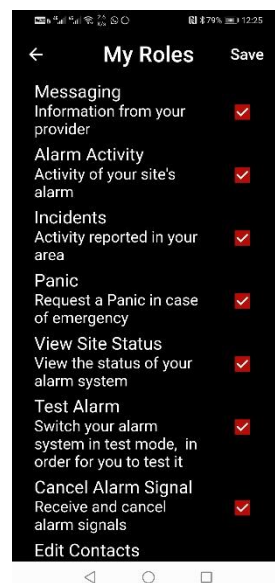 79% 12:25
My Roles Save
Messaging
Information from your
provider
Alarm Activity
Activity of your site's
alarm
Incidents
Activity reported in your
area
Panic
Request a Panic in case
of emergency
View Site Status
View the status of your
alarm system
Test Alarm
Switch your alarm
system in test mode, in
order for you to test it
Cancel Alarm Signal
Receive and cancel
alarm signals
Edit Contacts